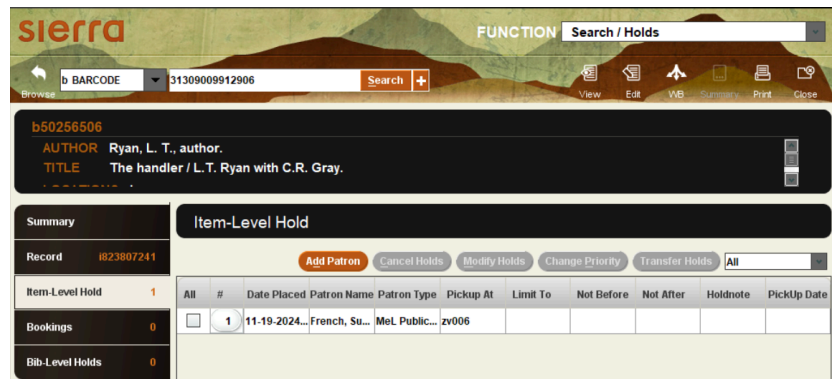 sierra
FUNCTION Search / Holds
Browse b BARCODE 31309009912906 Search + View Edit WB Summary Print Close
b50256506
AUTHOR Ryan, L. T., author.
TITLE The handler / L.T. Ryan with C.R. Gray.
Summary
Item-Level Hold
Record i823807241
Add Patron Cancel Holds Modify Holds Change Priority Transfer Holds All
Item-Level Hold 1
All # Date Placed Patron Name Patron Type Pickup At Limit To Not Before Not After Holdnote PickUp Date
1 11-19-2024... French, Su... MeL Public... zv006
Bookings 0
Bib-Level Holds 0